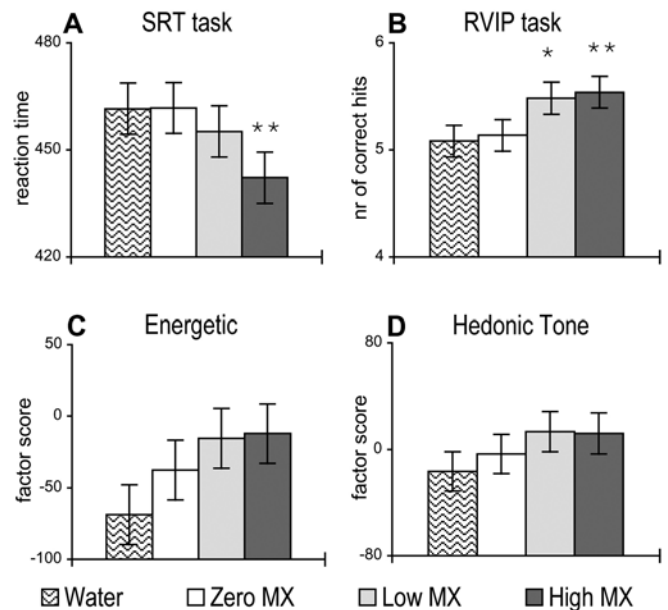 A SRT task
480
450
420
reaction time
**
B RVIP task
6
5
4
nr of correct hits
*
**
C Energetic
50
0
-50
-100
factor score
D Hedonic Tone
80
0
-80
factor score
Water Zero MX Low MX High MX